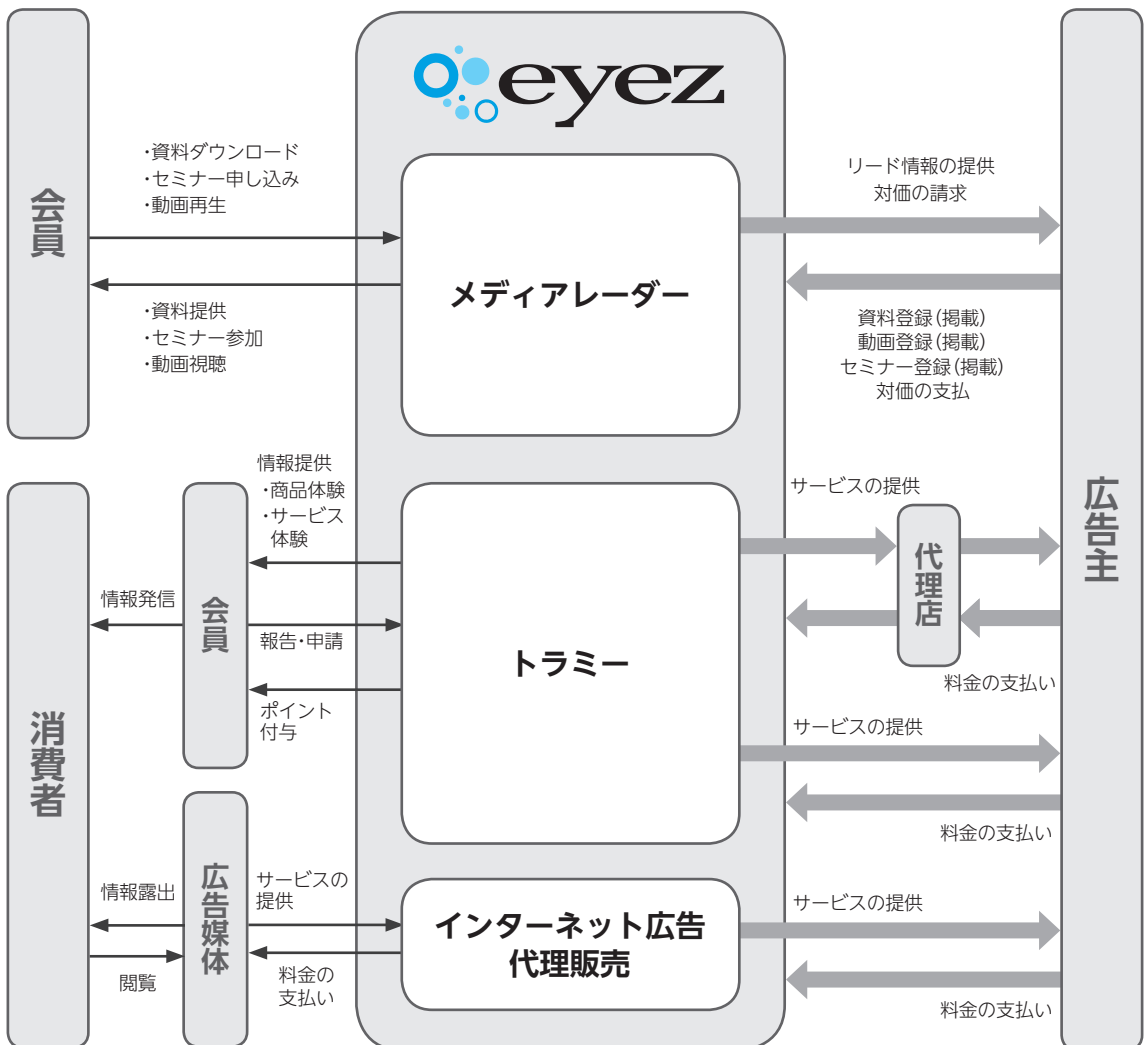 eyez
会員
・資料ダウンロード
・セミナー申し込み
・動画再生
・資料提供
・セミナー参加
・動画視聴
メディアレーダー
リード情報の提供
対価の請求
資料登録(掲載)
動画登録(掲載)
セミナー登録(掲載)
対価の支払
広告主
消費者
会員
情報提供
・商品体験
・サービス
体験
情報発信
報告・申請
ポイント
付与
トラミー
サービスの提供
代理店
料金の支払い
サービスの提供
料金の支払い
広告媒体
情報露出
閲覧
サービスの
提供
料金の
支払い
インターネット広告
代理販売
サービスの提供
料金の支払い